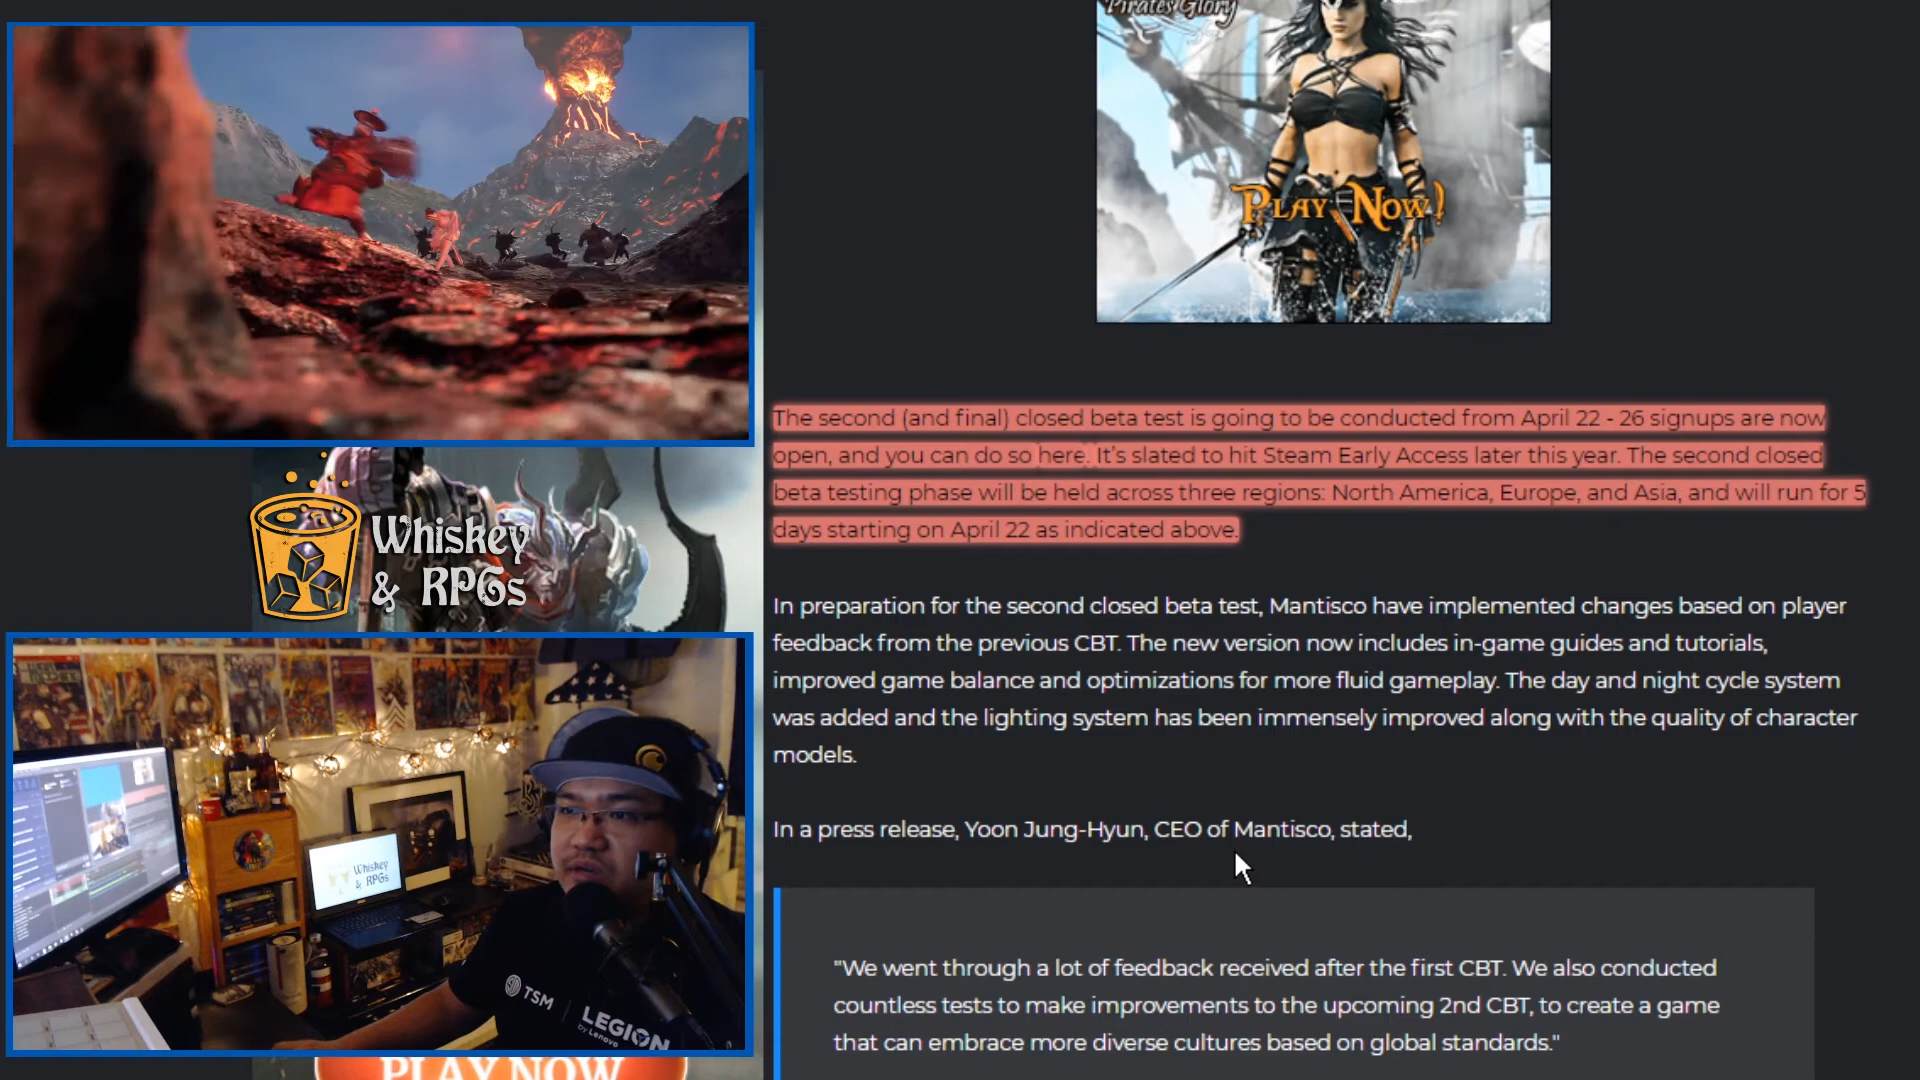 Pirates Glory
PLAY NOW!
The second (and final) closed beta test is going to be conducted from April 22 - 26 signups are now
open, and you can do so here. It's slated to hit Steam Early Access later this year. The second closed
beta testing phase will be held across three regions: North America, Europe, and Asia, and will run for 5
days starting on April 22 as indicated above.
In preparation for the second closed beta test, Mantisco have implemented changes based on player
feedback from the previous CBT. The new version now includes in-game guides and tutorials,
improved game balance and optimizations for more fluid gameplay. The day and night cycle system
was added and the lighting system has been immensely improved along with the quality of character
models.
In a press release, Yoon Jung-Hyun, CEO of Mantisco, stated,
"We went through a lot of feedback received after the first CBT. We also conducted
countless tests to make improvements to the upcoming 2nd CBT, to create a game
that can embrace more diverse cultures based on global standards."
Whiskey
& RPGs
Whiskey
& RPGs
TSM
LEGION
by Lenovo
PLAY NOW